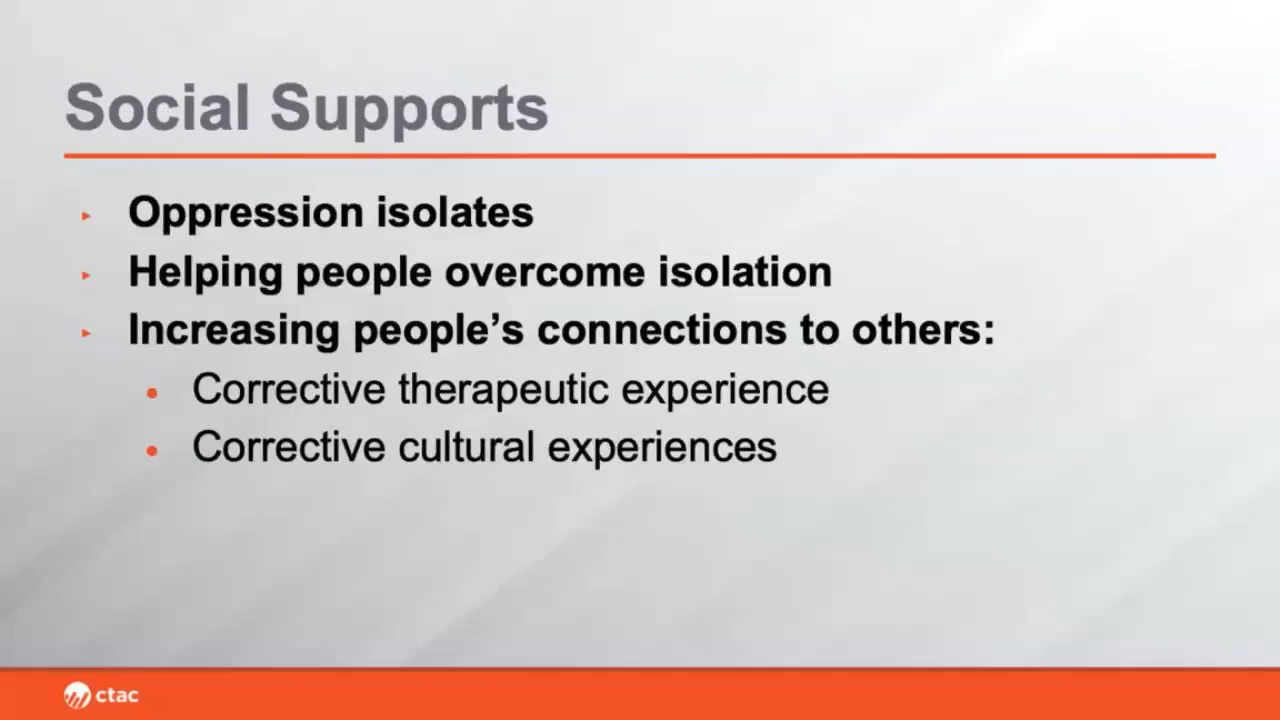 Social Supports
Oppression isolates
Helping people overcome isolation
Increasing people’s connections to others:
Corrective therapeutic experience
Corrective cultural experiences
ctac